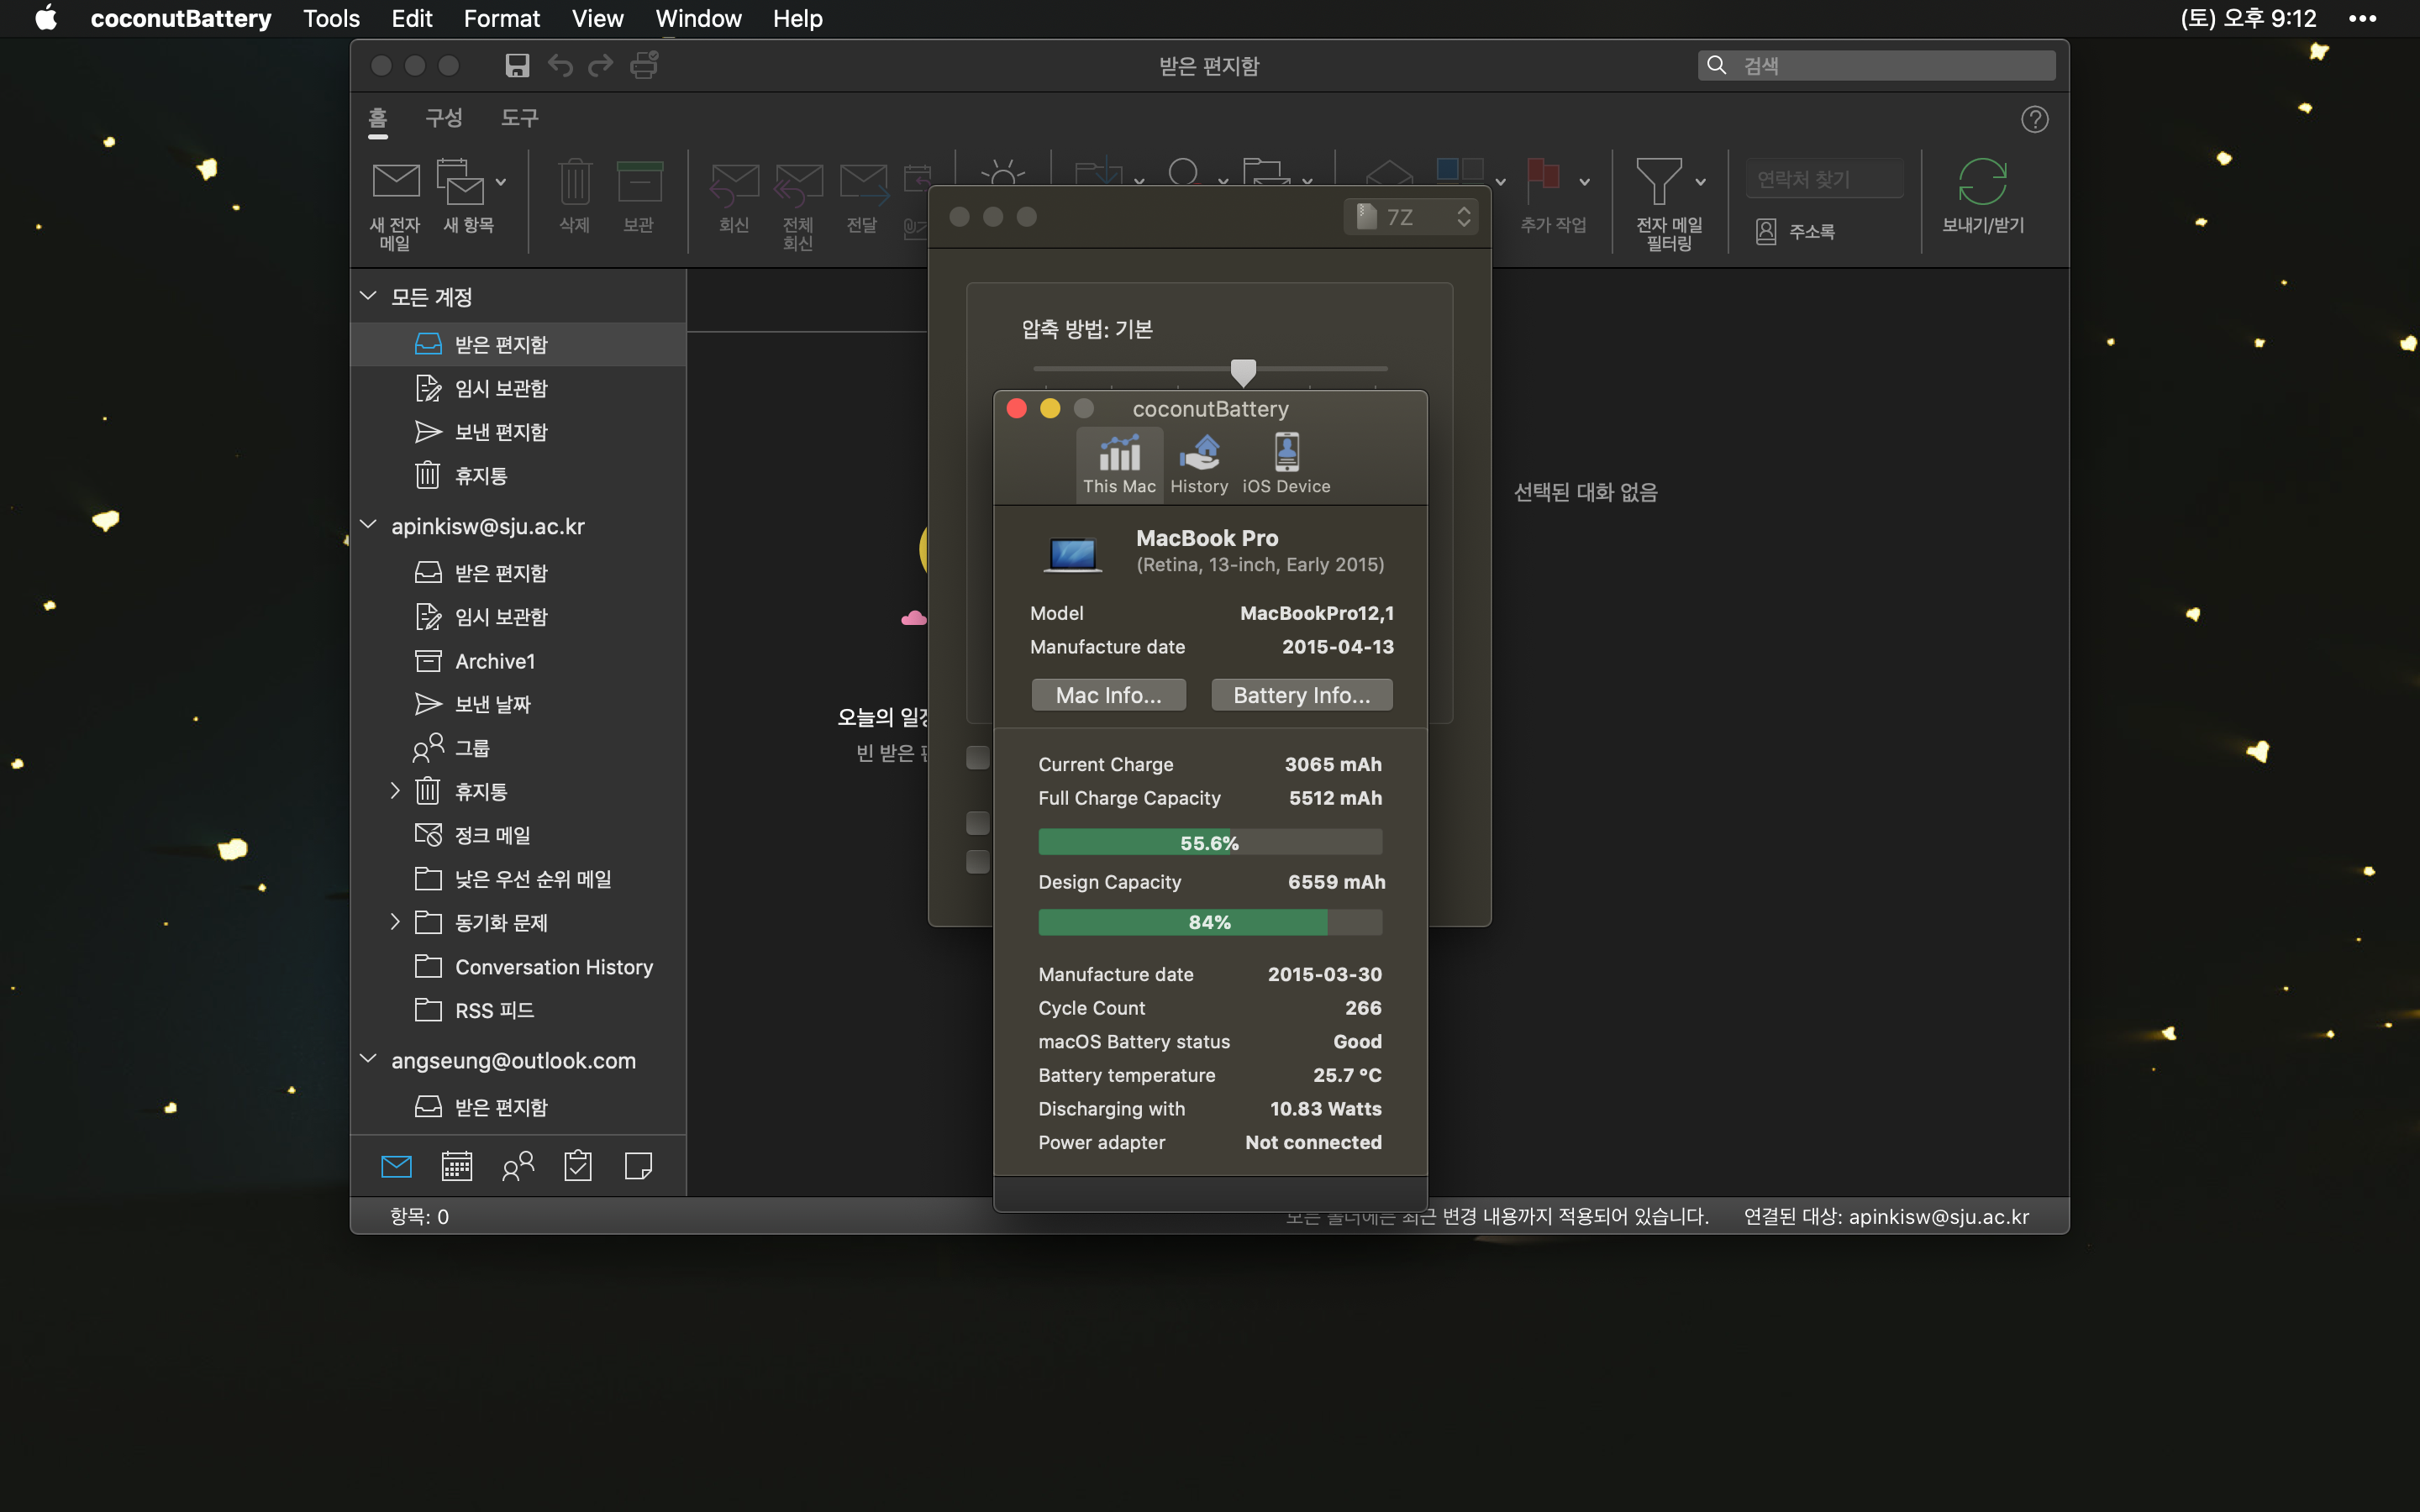 coconutBattery Tools Edit Format View Window Help
(토) 오후 9:12
받은 편지함
검색
홈 구성 도구
새 전자 메일
새 항목
삭제
보관
회신
전체 회신
전달
추가 작업
전자 메일 필터링
연락처 찾기
주소록
보내기/받기
모든 계정
받은 편지함
임시 보관함
보낸 편지함
휴지통
apinkisw@sju.ac.kr
받은 편지함
임시 보관함
Archive1
보낸 날짜
그룹
휴지통
정크 메일
낮은 우선 순위 메일
동기화 문제
Conversation History
RSS 피드
angseung@outlook.com
받은 편지함
항목: 0
오늘의
빈 받은
선택된 대화 없음
7Z
압축 방법: 기본
coconutBattery
This Mac History iOS Device
MacBook Pro
(Retina, 13-inch, Early 2015)
Model MacBookPro12,1
Manufacture date 2015-04-13
Mac Info... Battery Info...
Current Charge 3065 mAh
Full Charge Capacity 5512 mAh
55.6%
Design Capacity 6559 mAh
84%
Manufacture date 2015-03-30
Cycle Count 266
macOS Battery status Good
Battery temperature 25.7 °C
Discharging with 10.83 Watts
Power adapter Not connected
변경 내용까지 적용되어 있습니다.
연결된 대상: apinkisw@sju.ac.kr